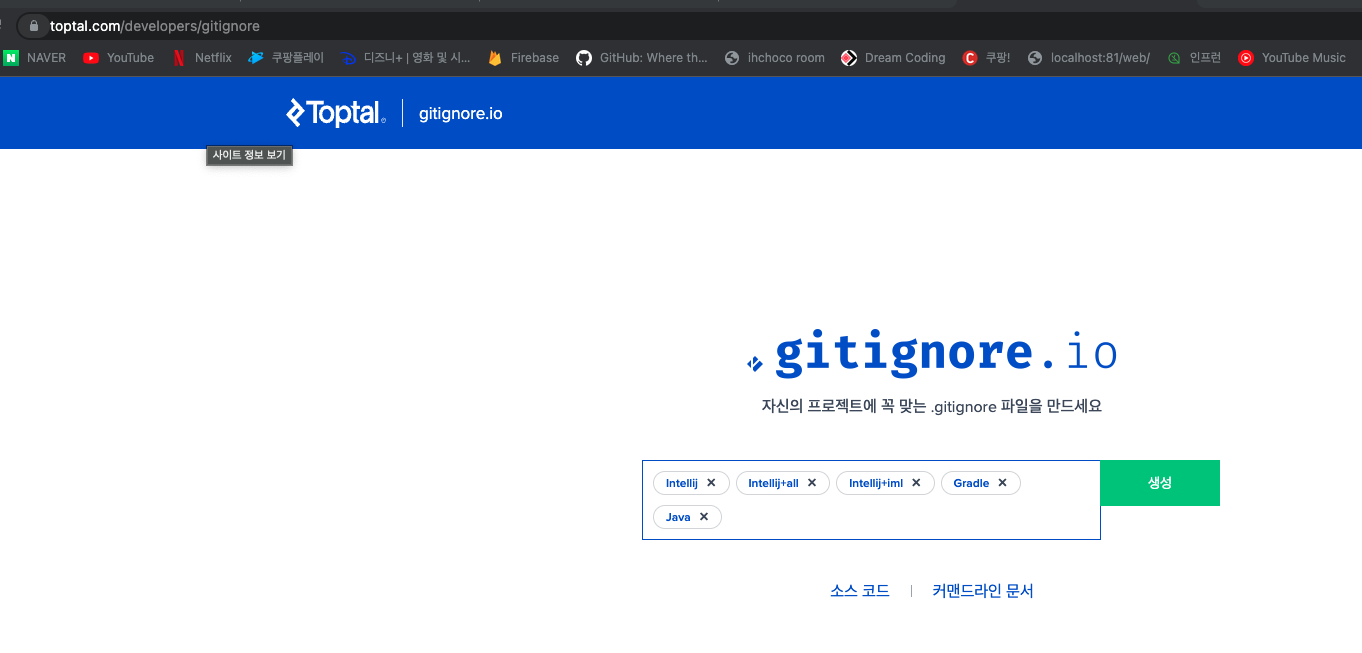 toptal.com/developers/gitignore
NAVER YouTube Netflix 쿠팡플레이 디즈니+ | 영화 및 시... Firebase GitHub: Where th... ihchoco room Dream Coding 쿠팡! localhost:81/web/ 인프런 YouTube Music
Toptal gitignore.io
사이트 정보 보기
gitignore.io
자신의 프로젝트에 꼭 맞는 .gitignore 파일을 만드세요
Intellij ✕ Intellij+all ✕ Intellij+iml ✕ Gradle ✕ 생성
Java ✕
소스 코드 | 커맨드라인 문서